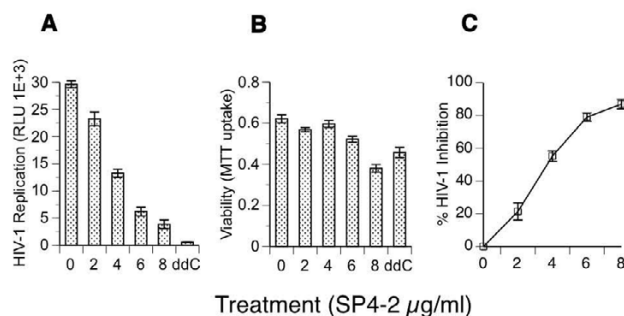 A
HIV-1 Replication (RLU 1E+3)
30
25
20
15
10
5
0
0 2 4 6 8 ddC
B
Viability (MTT uptake)
0.8
0.6
0.4
0.2
0
0 2 4 6 8 ddC
C
% HIV-1 Inhibition
100
80
60
40
20
0
0 2 4 6 8
Treatment (SP4-2 µg/ml)